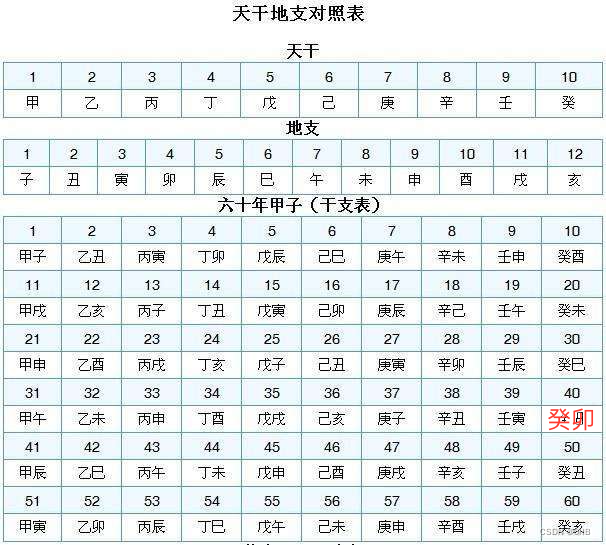 天干地支对照表
天干
1 2 3 4 5 6 7 8 9 10
甲 乙 丙 丁 戊 己 庚 辛 壬 癸
地支
1 2 3 4 5 6 7 8 9 10 11 12
子 丑 寅 卯 辰 巳 午 未 申 酉 戌 亥
六十年甲子（干支表）
1 2 3 4 5 6 7 8 9 10
甲子 乙丑 丙寅 丁卯 戊辰 己巳 庚午 辛未 壬申 癸酉
11 12 13 14 15 16 17 18 19 20
甲戌 乙亥 丙子 丁丑 戊寅 己卯 庚辰 辛己 壬午 癸未
21 22 23 24 25 26 27 28 29 30
甲申 乙酉 丙戌 丁亥 戊子 己丑 庚寅 辛卯 壬辰 癸巳
31 32 33 34 35 36 37 38 39 40
甲午 乙未 丙申 丁酉 戊戌 己亥 庚子 辛丑 壬寅 癸卯
41 42 43 44 45 46 47 48 49 50
甲辰 乙巳 丙午 丁未 戊申 己酉 庚戌 辛亥 壬子 癸丑
51 52 53 54 55 56 57 58 59 60
甲寅 乙卯 丙辰 丁巳 戊午 己未 庚申 辛酉 壬戌 癸亥